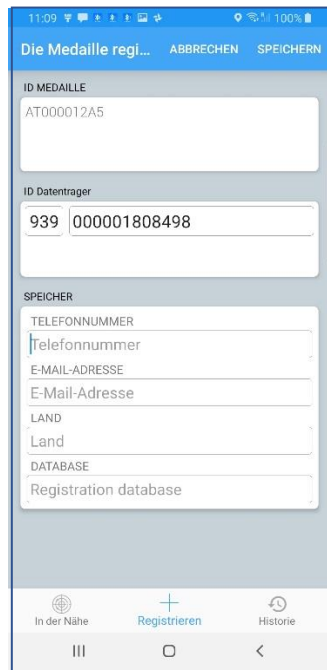 11:09 100%
Die Medaille regi... ABBRECHEN SPEICHERN
ID MEDAILLE
AT000012A5
ID Datentrager
939 000001808498
SPEICHER
TELEFONNUMMER
Telefonnummer
E-MAIL-ADRESSE
E-Mail-Adresse
LAND
Land
DATABASE
Registration database
In der Nähe Registrieren Historie